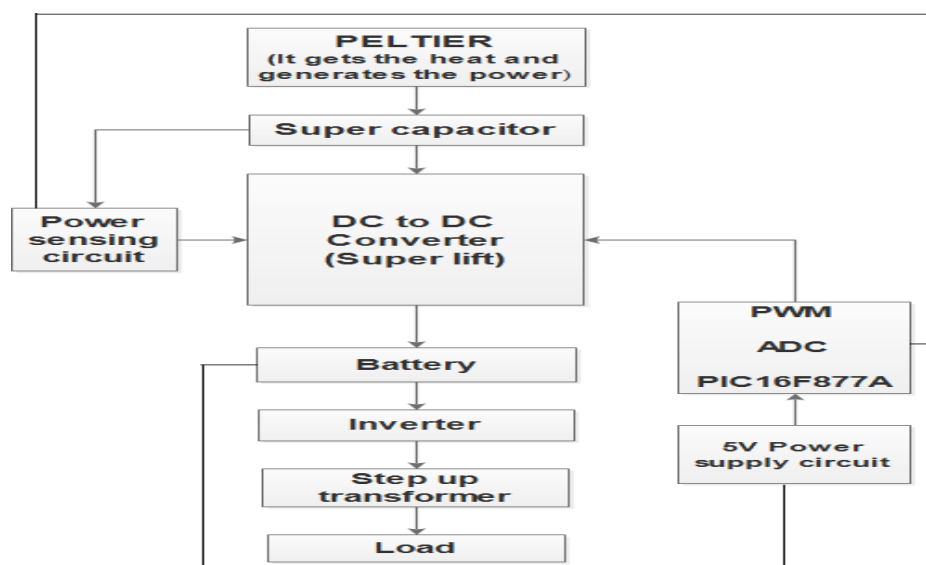 PELTIER
(It gets the heat and
generates the power)
Super capacitor
Power
sensing
circuit
DC to DC
Converter
(Super lift)
PWM
ADC
PIC16F877A
Battery
Inverter
5V Power
supply circuit
Step up
transformer
Load